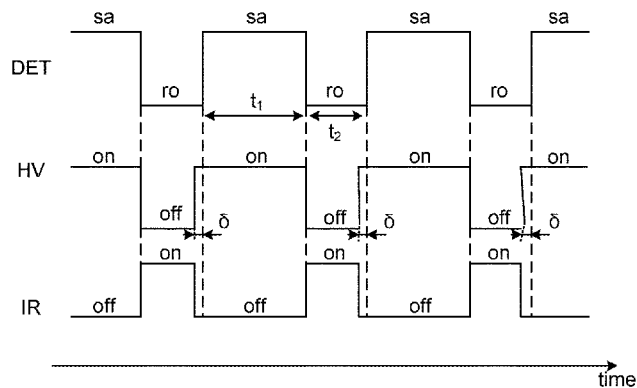 sa sa sa sa
DET
ro ro ro
t₁
t₂
on on on on
HV
off off off
δ δ δ
on on on
IR
off off off
time